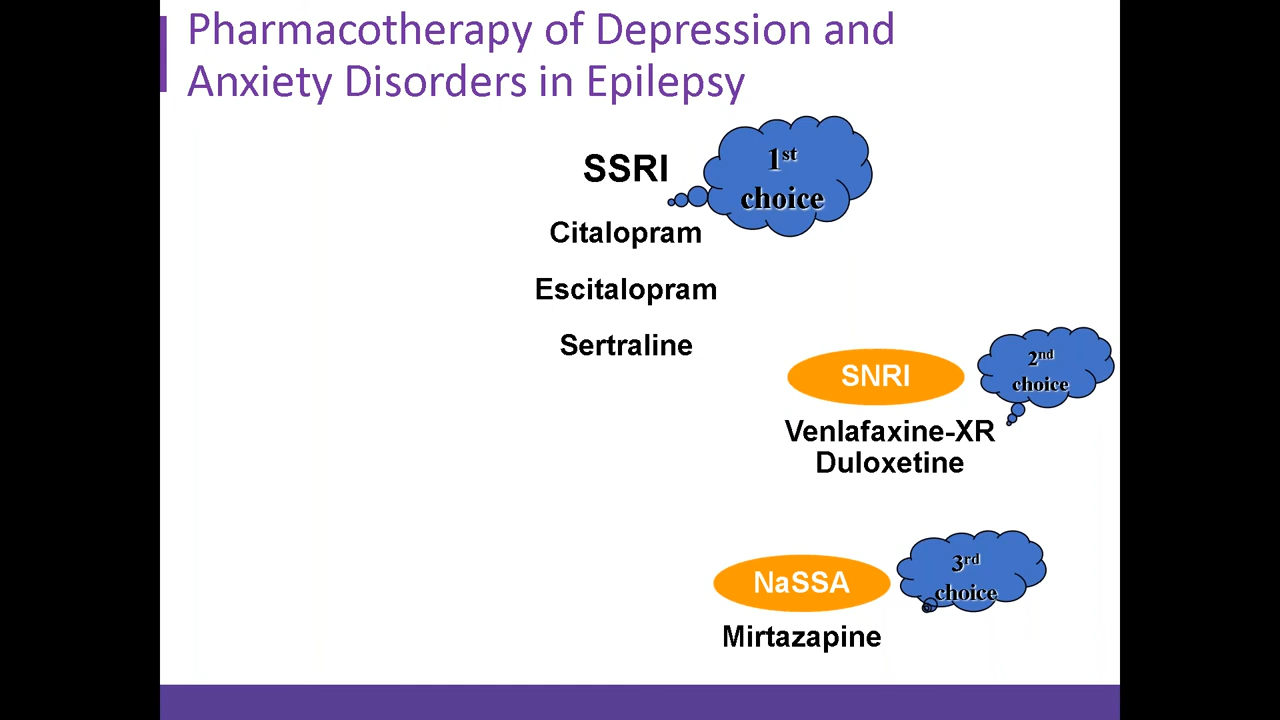 Pharmacotherapy of Depression and
Anxiety Disorders in Epilepsy
SSRI
1st
choice
Citalopram
Escitalopram
Sertraline
SNRI
2nd
choice
Venlafaxine-XR
Duloxetine
NaSSA
3rd
choice
Mirtazapine